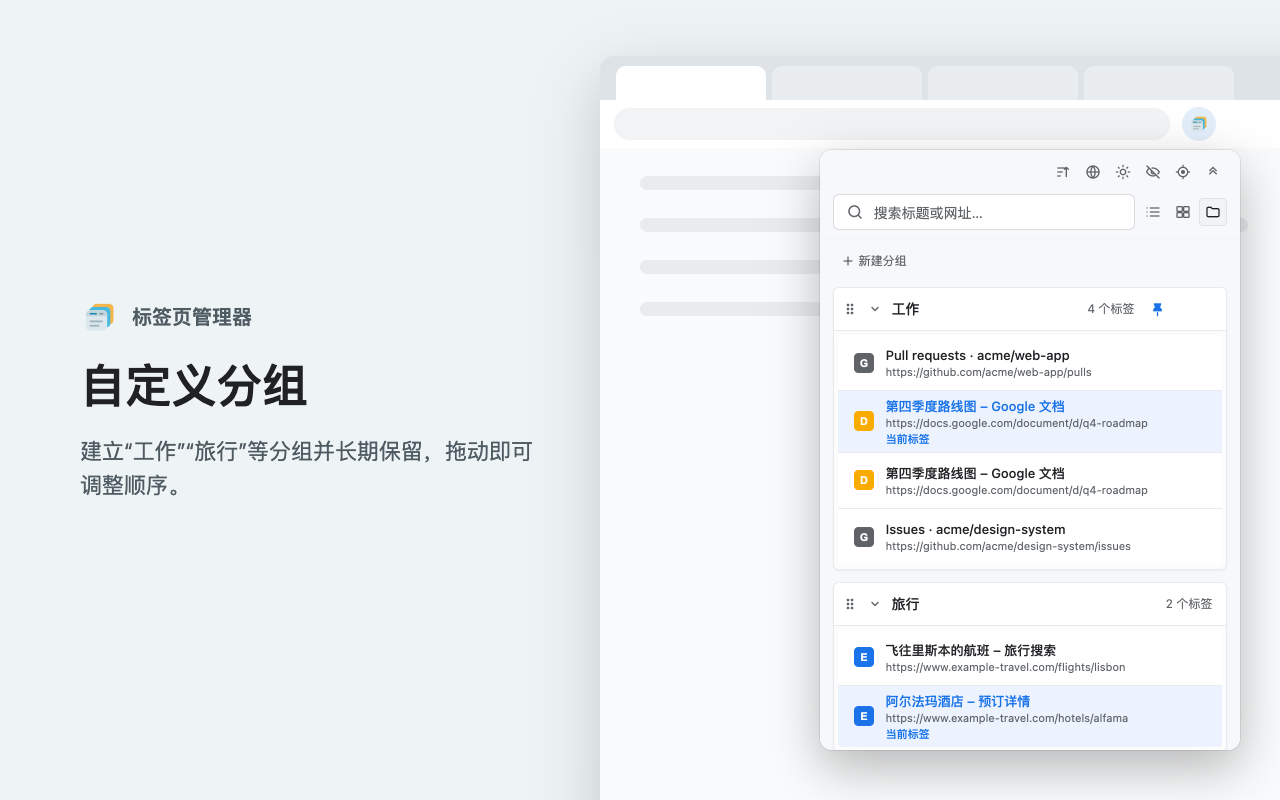 标签页管理器
自定义分组
建立“工作”“旅行”等分组并长期保留，拖动即可
调整顺序。
搜索标题或网址...
新建分组
工作 4 个标签
G Pull requests · acme/web-app
https://github.com/acme/web-app/pulls
D 第四季度路线图 – Google 文档
https://docs.google.com/document/d/q4-roadmap
当前标签
D 第四季度路线图 – Google 文档
https://docs.google.com/document/d/q4-roadmap
G Issues · acme/design-system
https://github.com/acme/design-system/issues
旅行 2 个标签
E 飞往里斯本的航班 – 旅行搜索
https://www.example-travel.com/flights/lisbon
E 阿尔法玛酒店 – 预订详情
https://www.example-travel.com/hotels/alfama
当前标签